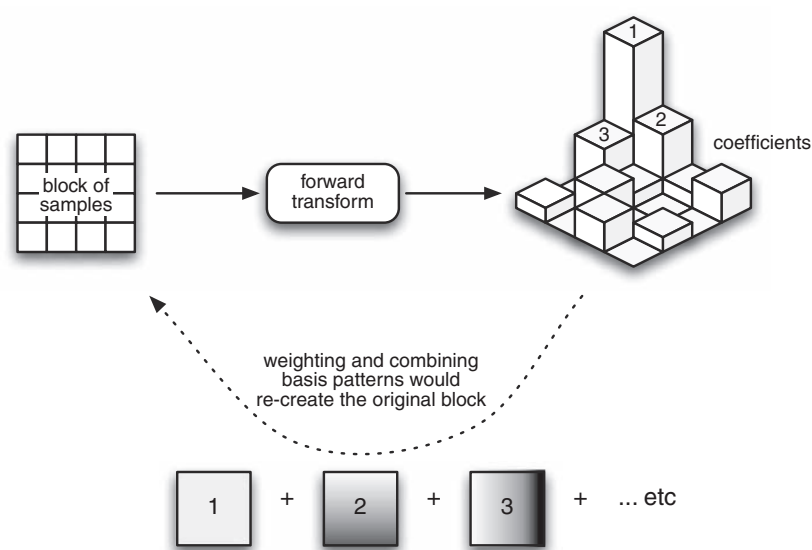 1
3
2
coefficients
block of
samples
forward
transform
weighting and combining
basis patterns would
re-create the original block
1 + 2 + 3 + ... etc